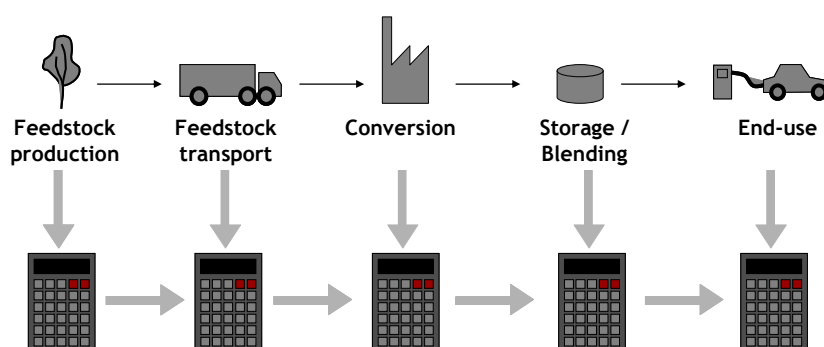 Feedstock
production
Feedstock
transport
Conversion
Storage /
Blending
End-use